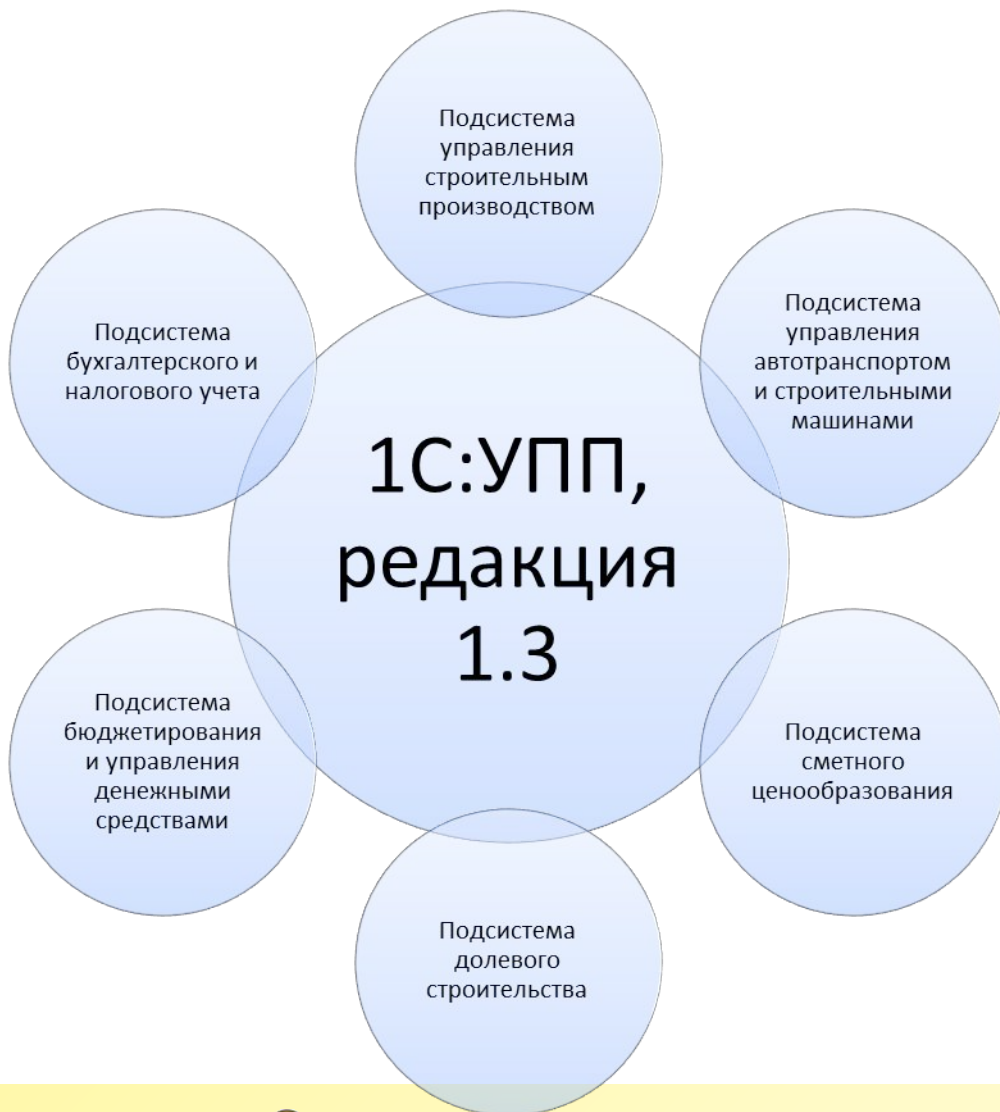 Подсистема
управления
строительным
производством
Подсистема
бухгалтерского и
налогового учета
Подсистема
управления
автотранспортом
и строительными
машинами
1С:УПП,
редакция
1.3
Подсистема
бюджетирования
и управления
денежными
средствами
Подсистема
сметного
ценообразования
Подсистема
долевого
строительства